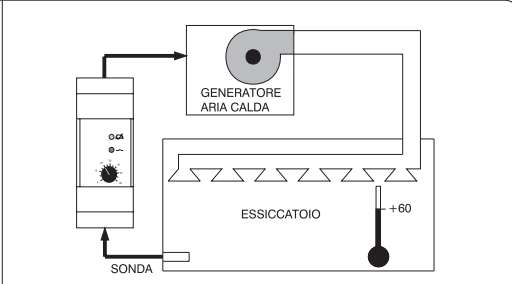 GENERATORE
ARIA CALDA
ESSICCATOIO
+60
SONDA